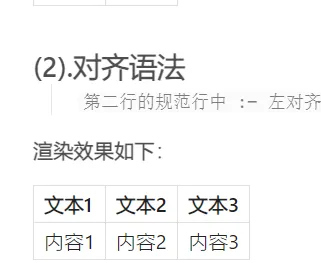 (2).对齐语法
第二行的规范行中 :- 左对齐
渲染效果如下：
文本1 文本2 文本3
内容1 内容2 内容3